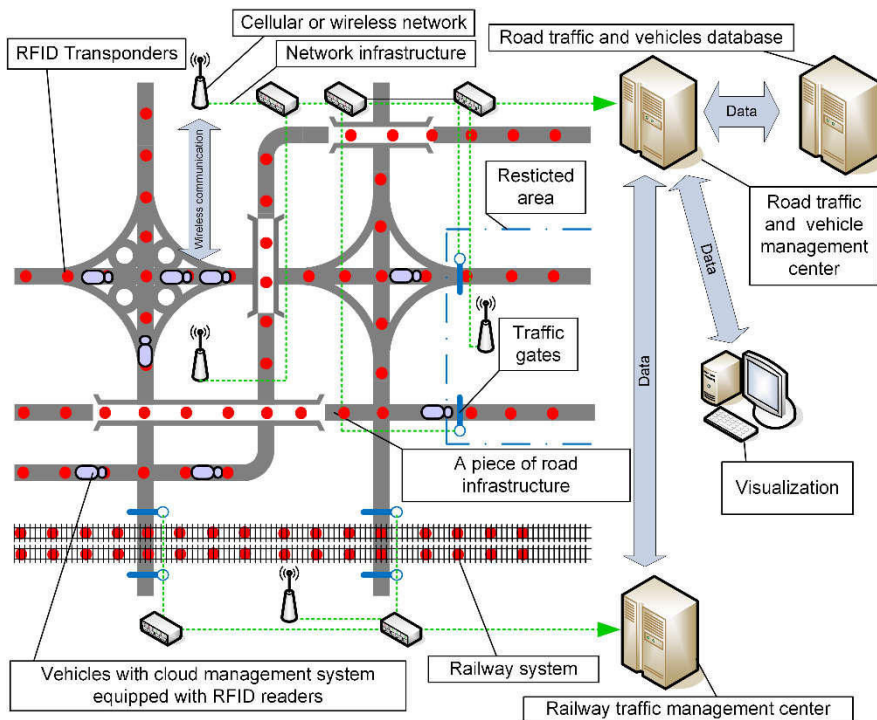 Cellular or wireless network
Road traffic and vehicles database
RFID Transponders
Network infrastructure
Data
Wireless communication
Resticted
area
Road traffic
and vehicle
management
center
Data
Traffic
gates
Data
A piece of road
infrastructure
Visualization
Vehicles with cloud management system
equipped with RFID readers
Railway system
Railway traffic management center